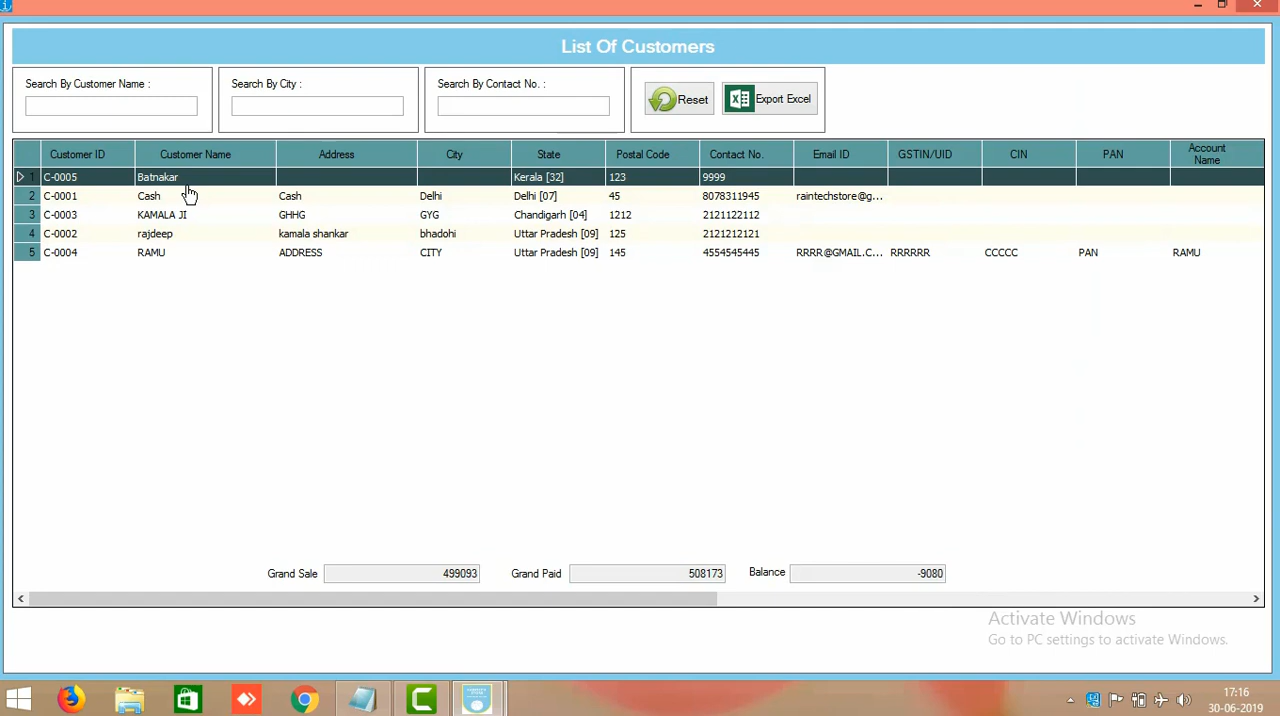 List Of Customers
Search By Customer Name :
Search By City :
Search By Contact No. :
Reset
Export Excel
Customer ID Customer Name Address City State Postal Code Contact No. Email ID GSTIN/UID CIN PAN Account Name
1 C-0005 Batnakar Kerala [32] 123 9999
2 C-0001 Cash Cash Delhi Delhi [07] 45 8078311945 raintechstore@g...
3 C-0003 KAMALA JI GHHG GYG Chandigarh [04] 1212 2121122112
4 C-0002 rajdeep kamala shankar bhadohi Uttar Pradesh [09] 125 2121212121
5 C-0004 RAMU ADDRESS CITY Uttar Pradesh [09] 145 4554545445 RRRR@GMAIL.C... RRRRRR CCCCC PAN RAMU
Grand Sale 499093 Grand Paid 508173 Balance -9080
Activate Windows
Go to PC settings to activate Windows.
17:16
30-06-2019